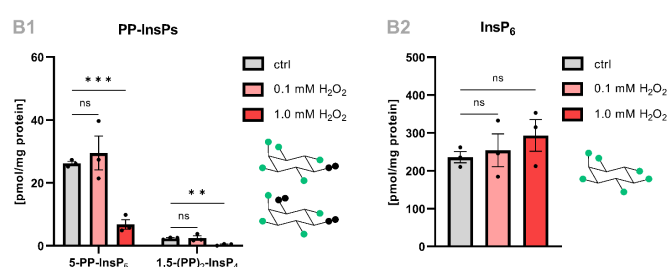 B1
PP-InsPs
[pmol/mg protein]
60
40
20
0
***
ns
**
ns
5-PP-InsP₅
1,5-(PP)₂-InsP₄
ctrl
0.1 mM H₂O₂
1.0 mM H₂O₂
B2
InsP₆
[pmol/mg protein]
500
400
300
200
100
0
ns
ns
ctrl
0.1 mM H₂O₂
1.0 mM H₂O₂